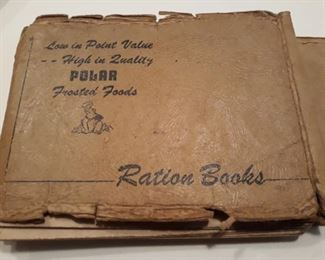 Low in Point Value
-- High in Quality
POLAR
Frosted Foods
Ration Books